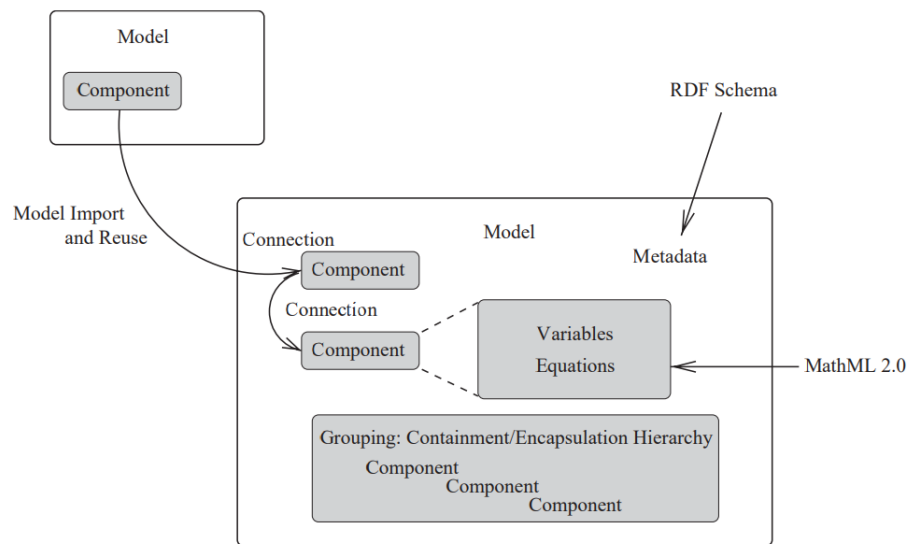 Model
Component
RDF Schema
Model Import
and Reuse
Connection
Model
Metadata
Component
Connection
Component
Variables
Equations
MathML 2.0
Grouping: Containment/Encapsulation Hierarchy
Component
Component
Component